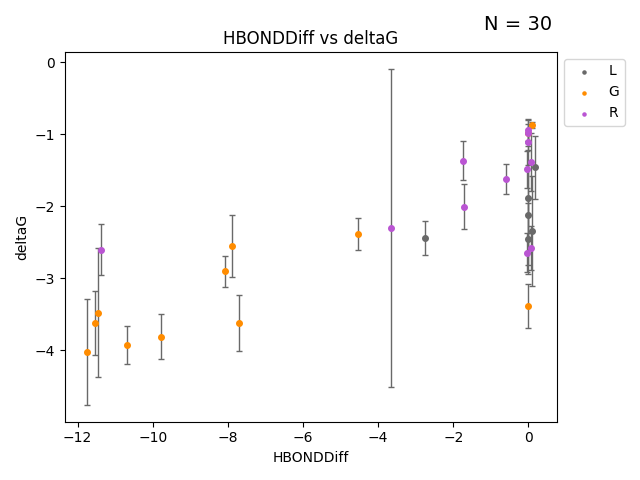 N = 30
HBONDDiff vs deltaG
L
G
R
0
−1
−2
−3
−4
deltaG
−12
−10
−8
−6
−4
−2
0
HBONDDiff